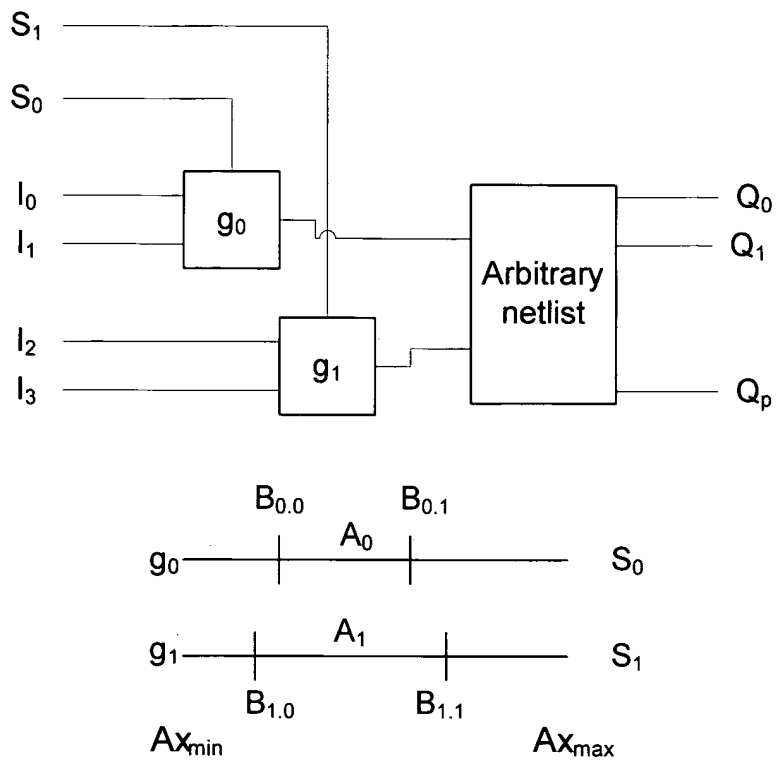 S₁
S₀
I₀
g₀
I₁
Q₀
Q₁
Arbitrary
netlist
I₂
g₁
I₃
Qₚ
B₀.₀ B₀.₁
g₀ A₀ S₀
g₁ A₁ S₁
B₁.₀ B₁.₁
Axₘᵢₙ Axₘₐₓ